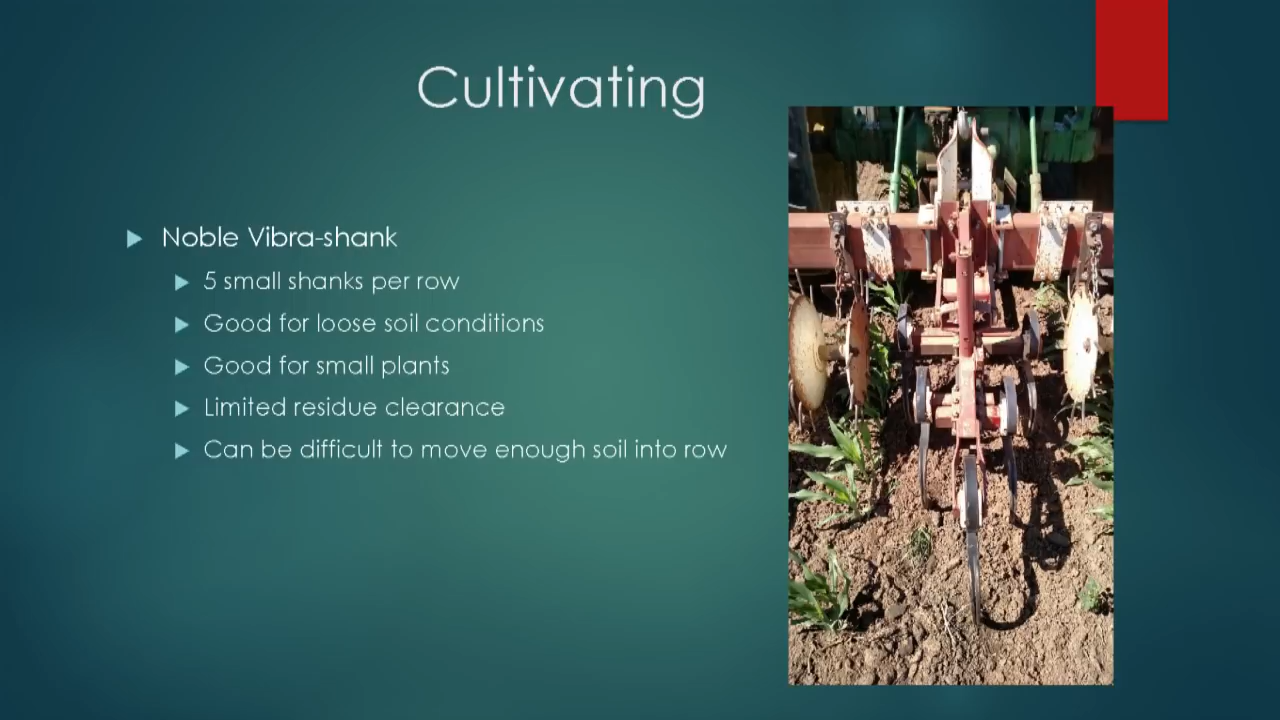 Cultivating
Noble Vibra-shank
5 small shanks per row
Good for loose soil conditions
Good for small plants
Limited residue clearance
Can be difficult to move enough soil into row